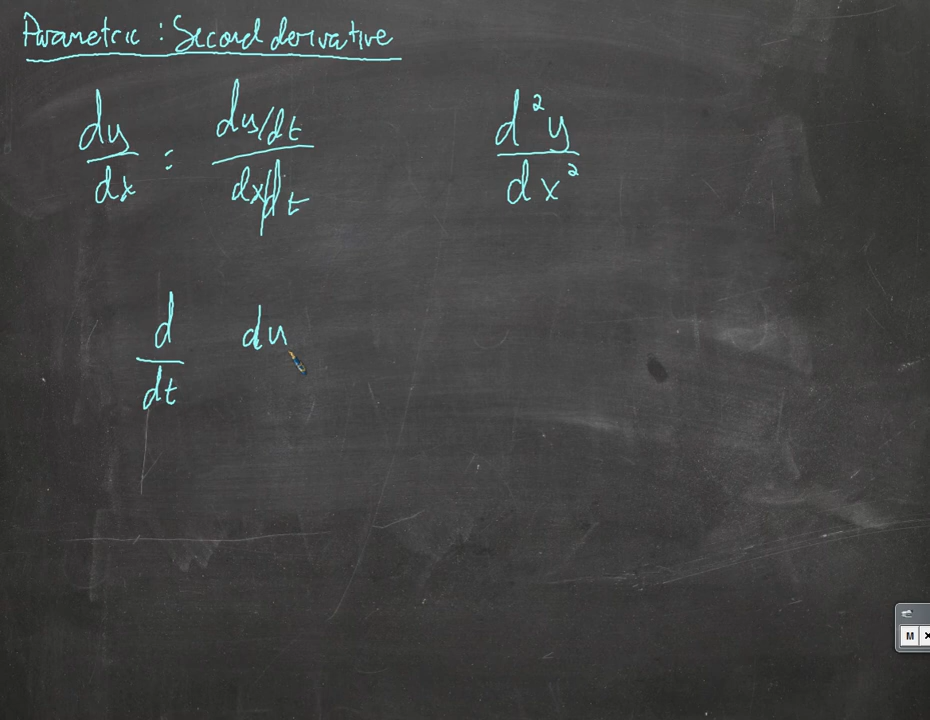 Parametric : Second derivative
dy/dx = dy/dt / dx/dt
d²y/dx²
d/dt dy
M